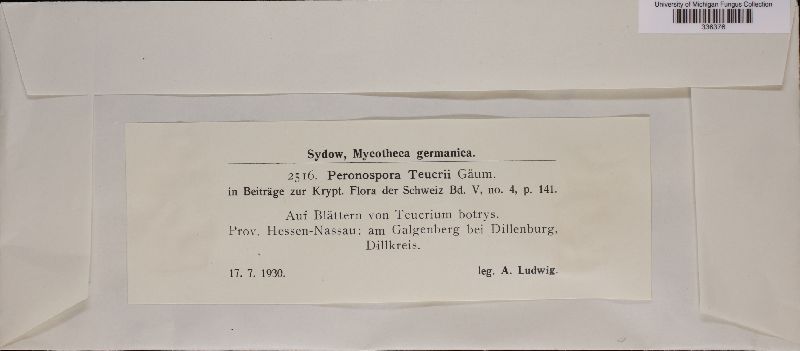 University of Michigan Fungus Collection
336376
Sydow, Mycotheca germanica.
2516. Peronospora Teucrii Gäum.
in Beiträge zur Krypt. Flora der Schweiz Bd. V, no. 4, p. 141.
Auf Blättern von Teucrium botrys.
Prov. Hessen-Nassau: am Galgenberg bei Dillenburg,
Dillkreis.
17. 7. 1930.
leg. A. Ludwig.